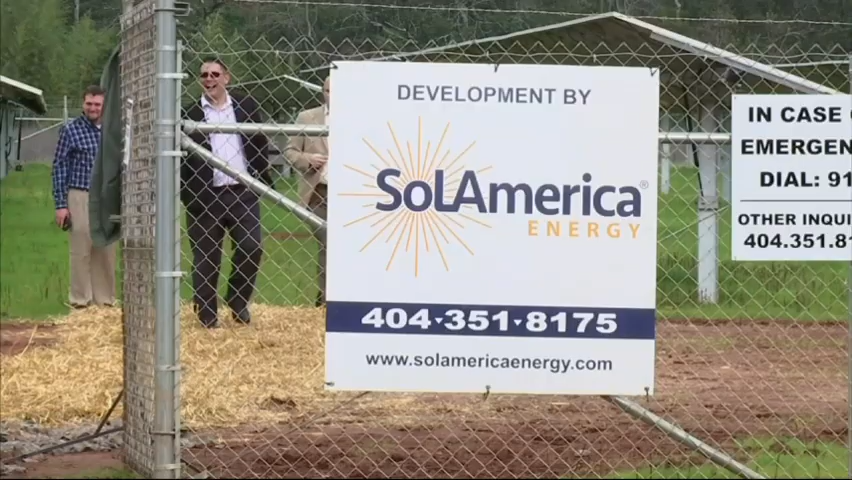 DEVELOPMENT BY
SOLAMERICA®
ENERGY
404▾351▾8175
www.solamericaenergy.com
IN CASE
EMERGEN
DIAL: 91
OTHER INQUI
404.351.81